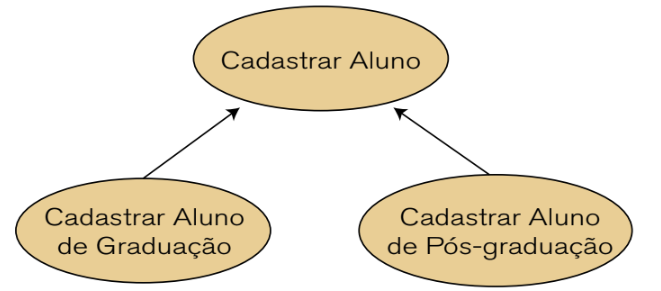 Cadastrar Aluno
Cadastrar Aluno
de Graduação
Cadastrar Aluno
de Pós-graduação